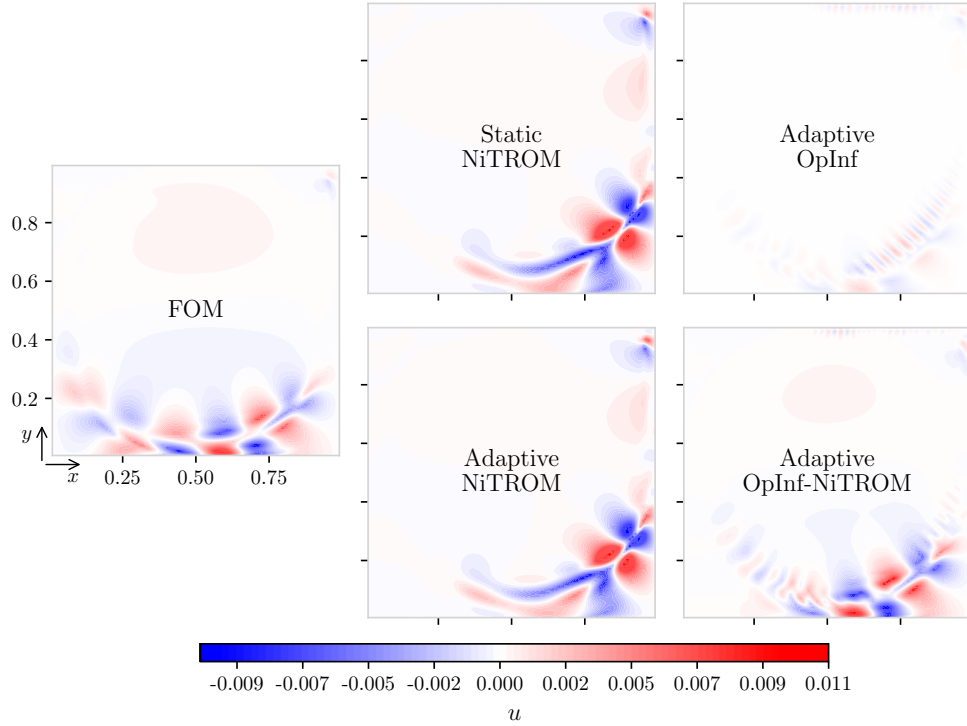 Static
NiTROM
Adaptive
OpInf
0.8
0.6
0.4
0.2
FOM
y
x
0.25 0.50 0.75
Adaptive
NiTROM
Adaptive
OpInf-NiTROM
-0.009 -0.007 -0.005 -0.002 0.000 0.002 0.005 0.007 0.009 0.011
u